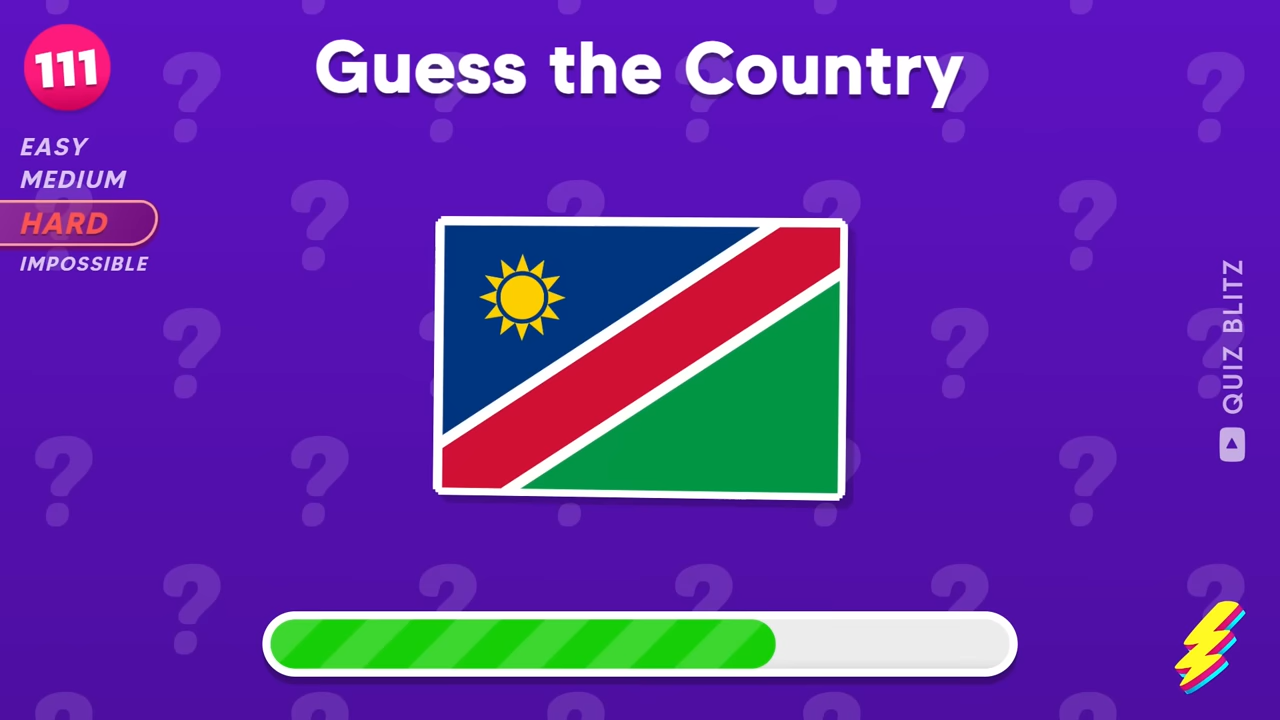 111
Guess the Country
EASY
MEDIUM
HARD
IMPOSSIBLE
QUIZ BLITZ